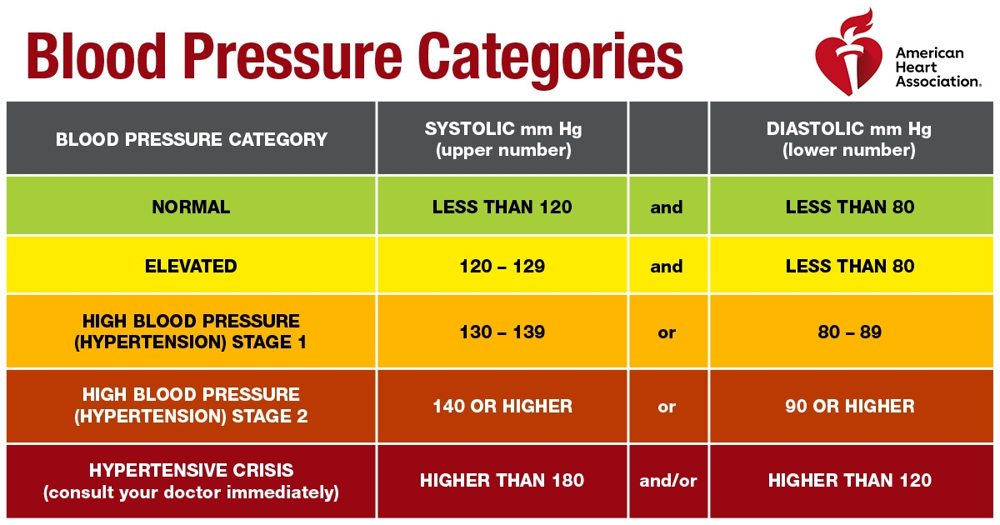 Blood Pressure Categories
American
Heart
Association®
BLOOD PRESSURE CATEGORY
SYSTOLIC mm Hg
(upper number)
DIASTOLIC mm Hg
(lower number)
NORMAL
LESS THAN 120
and
LESS THAN 80
ELEVATED
120 – 129
and
LESS THAN 80
HIGH BLOOD PRESSURE
(HYPERTENSION) STAGE 1
130 – 139
or
80 – 89
HIGH BLOOD PRESSURE
(HYPERTENSION) STAGE 2
140 OR HIGHER
or
90 OR HIGHER
HYPERTENSIVE CRISIS
(consult your doctor immediately)
HIGHER THAN 180
and/or
HIGHER THAN 120